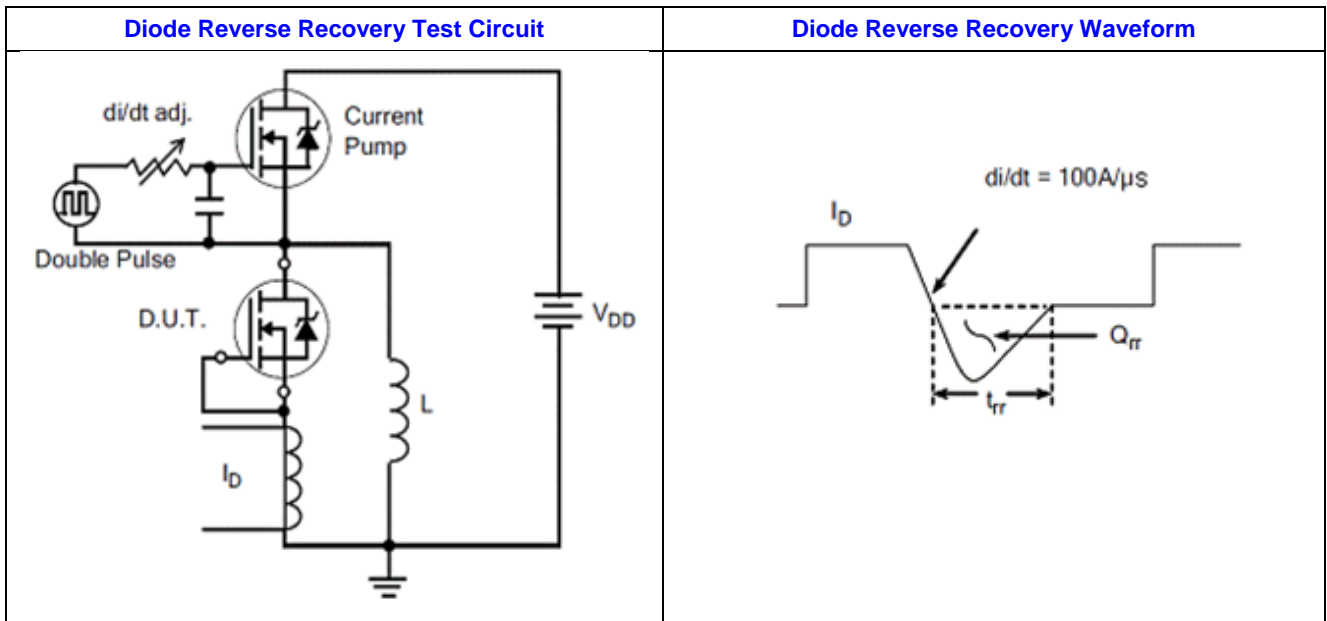 Diode Reverse Recovery Test Circuit
Diode Reverse Recovery Waveform
di/dt adj.
Current
Pump
Double Pulse
D.U.T.
VDD
L
ID
di/dt = 100A/µs
ID
Qrr
trr